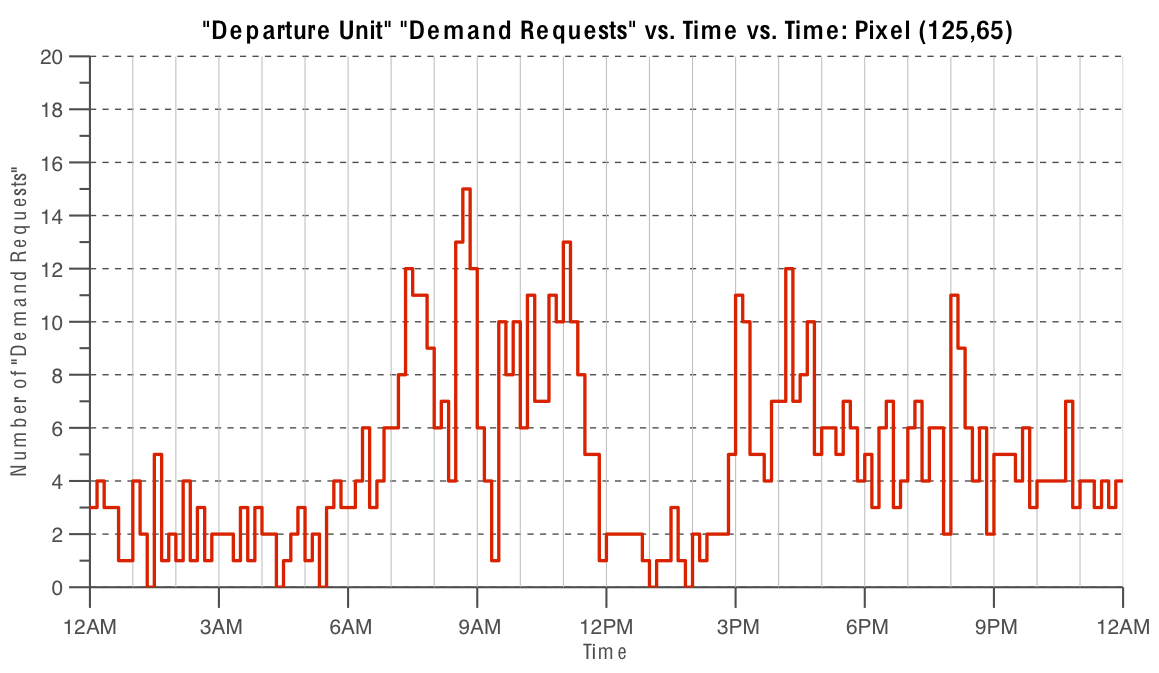 "Departure Unit" "Demand Requests" vs. Time vs. Time: Pixel (125,65)
20
18
16
14
12
10
8
6
4
2
0
Number of "Demand Requests"
12AM 3AM 6AM 9AM 12PM 3PM 6PM 9PM 12AM
Time